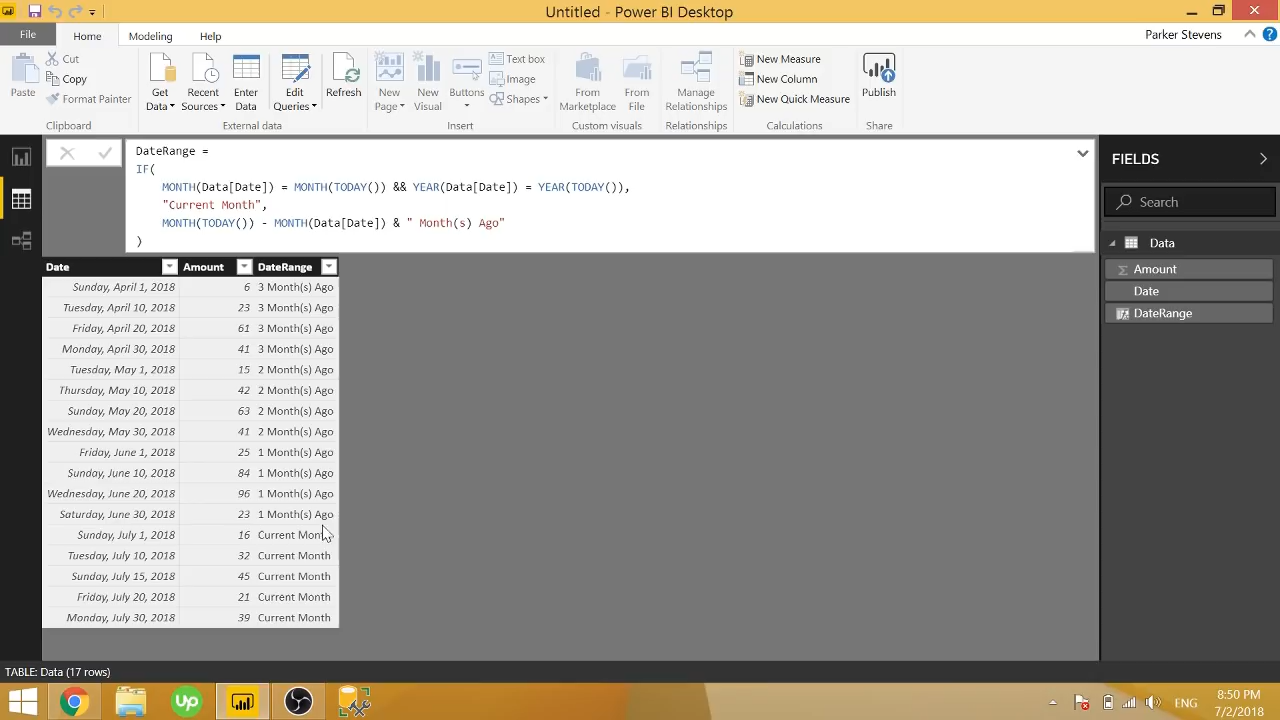 Untitled - Power BI Desktop
File
Home
Modeling
Help
Parker Stevens
Paste
Cut
Copy
Format Painter
Clipboard
Get Data
Recent Sources
Enter Data
Edit Queries
Refresh
External data
New Page
New Visual
Buttons
Text box
Image
Shapes
Insert
From Marketplace
From File
Custom visuals
Manage Relationships
Relationships
New Measure
New Column
New Quick Measure
Calculations
Publish
Share
DateRange =
IF(
MONTH(Data[Date]) = MONTH(TODAY()) && YEAR(Data[Date]) = YEAR(TODAY()),
"Current Month",
MONTH(TODAY()) - MONTH(Data[Date]) & " Month(s) Ago"
)
Date Amount DateRange
Sunday, April 1, 2018 6 3 Month(s) Ago
Tuesday, April 10, 2018 23 3 Month(s) Ago
Friday, April 20, 2018 61 3 Month(s) Ago
Monday, April 30, 2018 41 3 Month(s) Ago
Tuesday, May 1, 2018 15 2 Month(s) Ago
Thursday, May 10, 2018 42 2 Month(s) Ago
Sunday, May 20, 2018 63 2 Month(s) Ago
Wednesday, May 30, 2018 41 2 Month(s) Ago
Friday, June 1, 2018 25 1 Month(s) Ago
Sunday, June 10, 2018 84 1 Month(s) Ago
Wednesday, June 20, 2018 96 1 Month(s) Ago
Saturday, June 30, 2018 23 1 Month(s) Ago
Sunday, July 1, 2018 16 Current Month
Tuesday, July 10, 2018 32 Current Month
Sunday, July 15, 2018 45 Current Month
Friday, July 20, 2018 21 Current Month
Monday, July 30, 2018 39 Current Month
FIELDS
Search
Data
Amount
Date
DateRange
TABLE: Data (17 rows)
Up
ENG
8:50 PM
7/2/2018